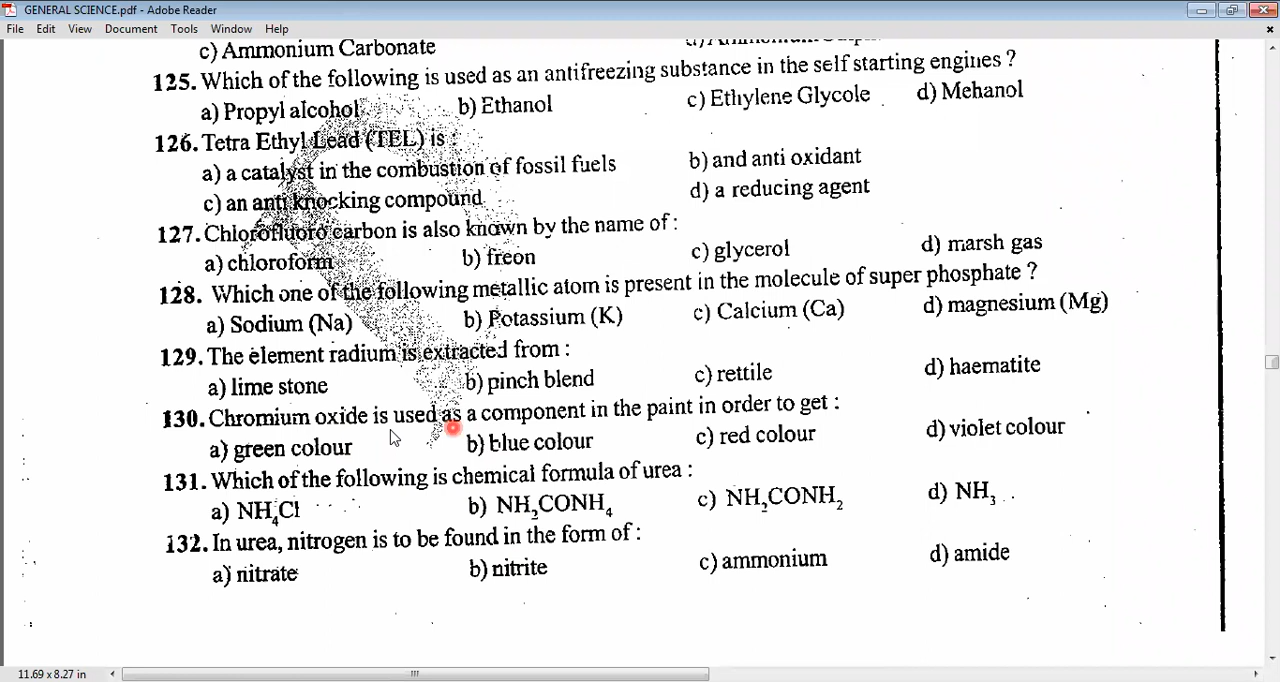 GENERAL SCIENCE.pdf - Adobe Reader
File Edit View Document Tools Window Help
c) Ammonium Carbonate
125. Which of the following is used as an antifreezing substance in the self starting engines ?
a) Propyl alcohol b) Ethanol c) Ethylene Glycole d) Mehanol
126. Tetra Ethyl Lead (TEL) is :
a) a catalyst in the combustion of fossil fuels b) and anti oxidant
c) an anti knocking compound d) a reducing agent
127. Chlorofluoro carbon is also known by the name of :
a) chloroform b) freon c) glycerol d) marsh gas
128. Which one of the following metallic atom is present in the molecule of super phosphate ?
a) Sodium (Na) b) Potassium (K) c) Calcium (Ca) d) magnesium (Mg)
129. The element radium is extracted from :
a) lime stone b) pinch blend c) rettile d) haematite
130. Chromium oxide is used as a component in the paint in order to get :
a) green colour b) blue colour c) red colour d) violet colour
131. Which of the following is chemical formula of urea :
a) NH₄Cl b) NH₂CONH₄ c) NH₂CONH₂ d) NH₃
132. In urea, nitrogen is to be found in the form of :
a) nitrate b) nitrite c) ammonium d) amide
11.69 x 8.27 in